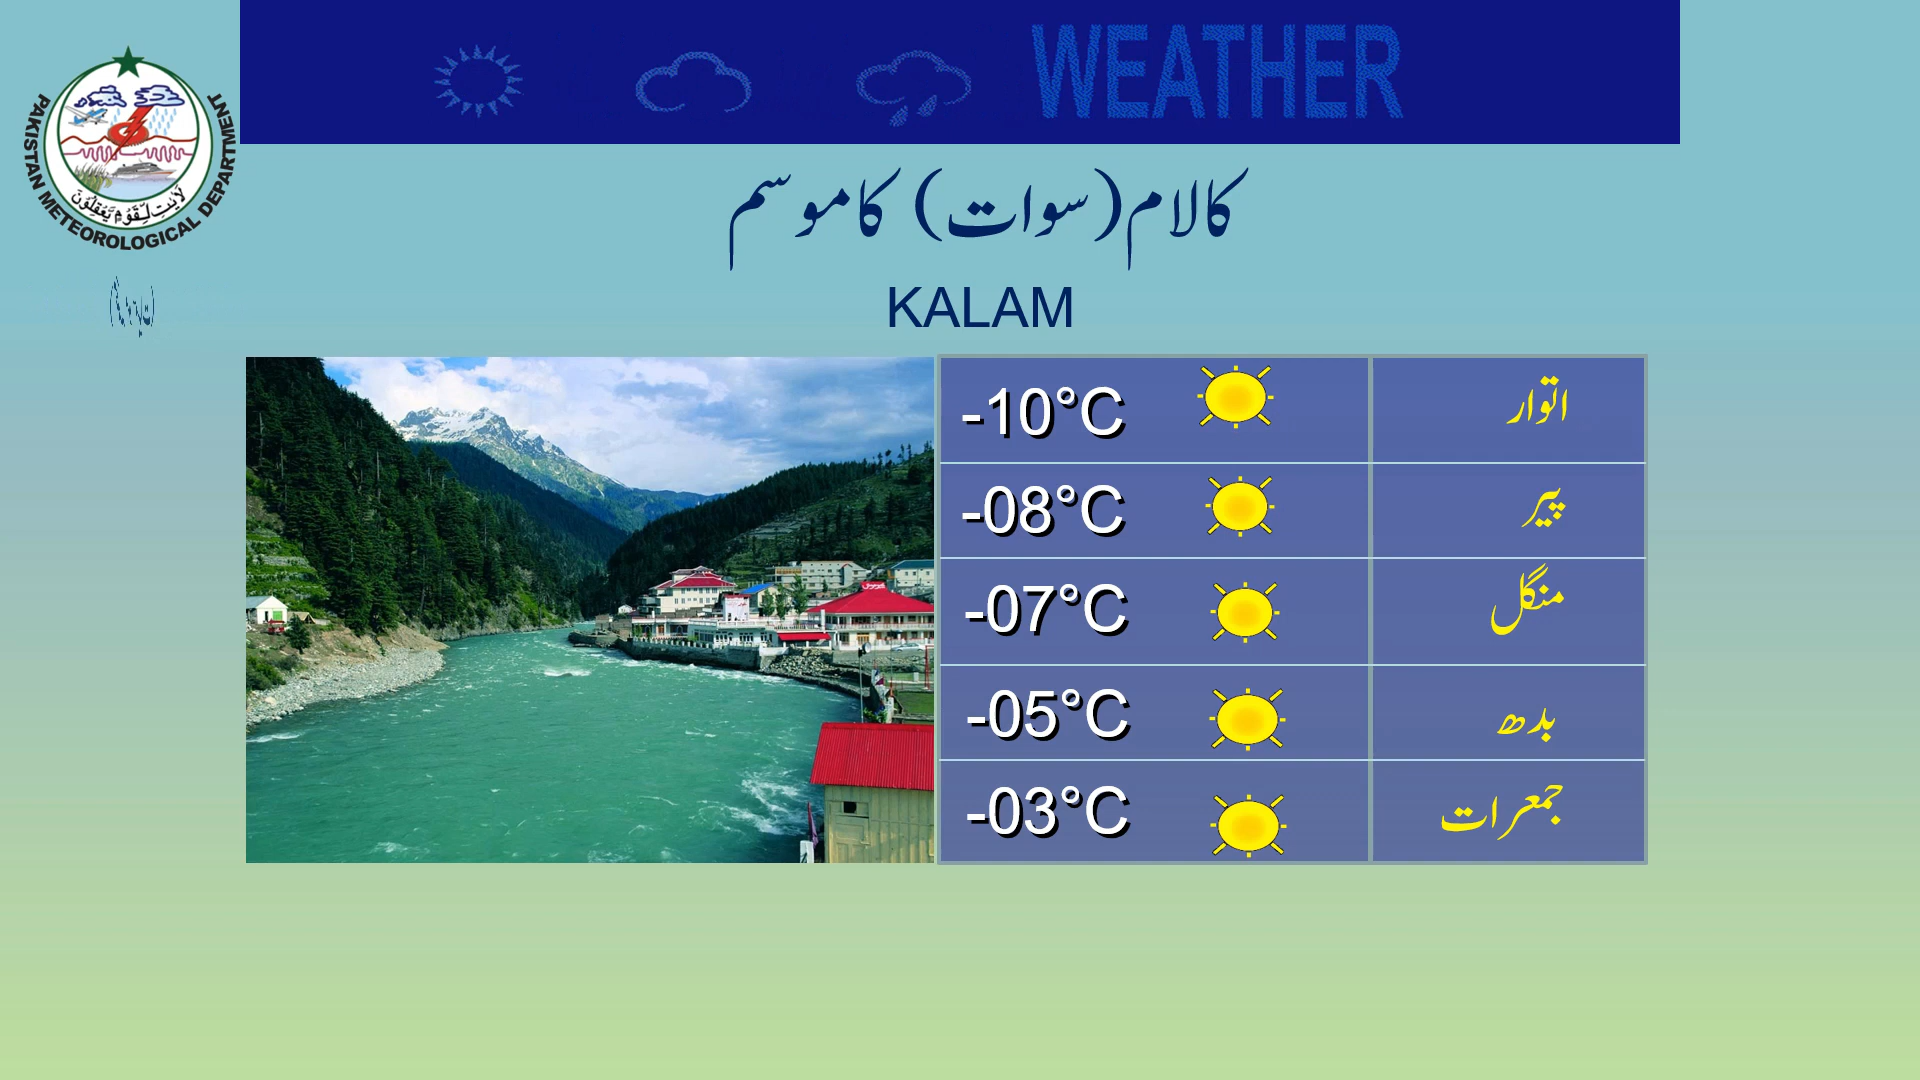 WEATHER
PAKISTAN METEOROLOGICAL DEPARTMENT
کالام (سوات) کا موسم
KALAM
-10°C اتوار
-08°C پیر
-07°C منگل
-05°C بدھ
-03°C جمعرات